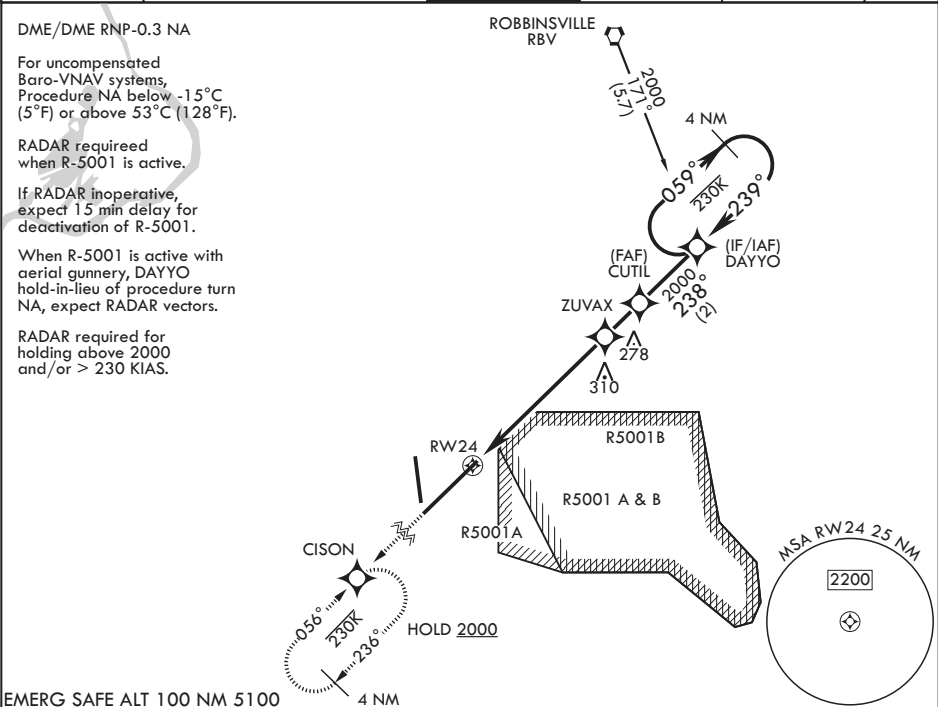 DME/DME RNP-0.3 NA
For uncompensated
Baro-VNAV systems,
Procedure NA below -15°C
(5°F) or above 53°C (128°F).
RADAR requireed
when R-5001 is active.
If RADAR inoperative,
expect 15 min delay for
deactivation of R-5001.
When R-5001 is active with
aerial gunnery, DAYYO
hold-in-lieu of procedure turn
NA, expect RADAR vectors.
RADAR required for
holding above 2000
and/or > 230 KIAS.
ROBBINSVILLE
RBV
2000
171°
(5.7)
4 NM
059°
230K
239°
(IF/IAF)
DAYYO
(FAF)
CUTIL
2000
238°
(2)
ZUVAX
278
310
RW24
R5001B
R5001 A & B
R5001A
CISON
056°
230K
236°
HOLD 2000
4 NM
MSA RW24 25 NM
2200
EMERG SAFE ALT 100 NM 5100